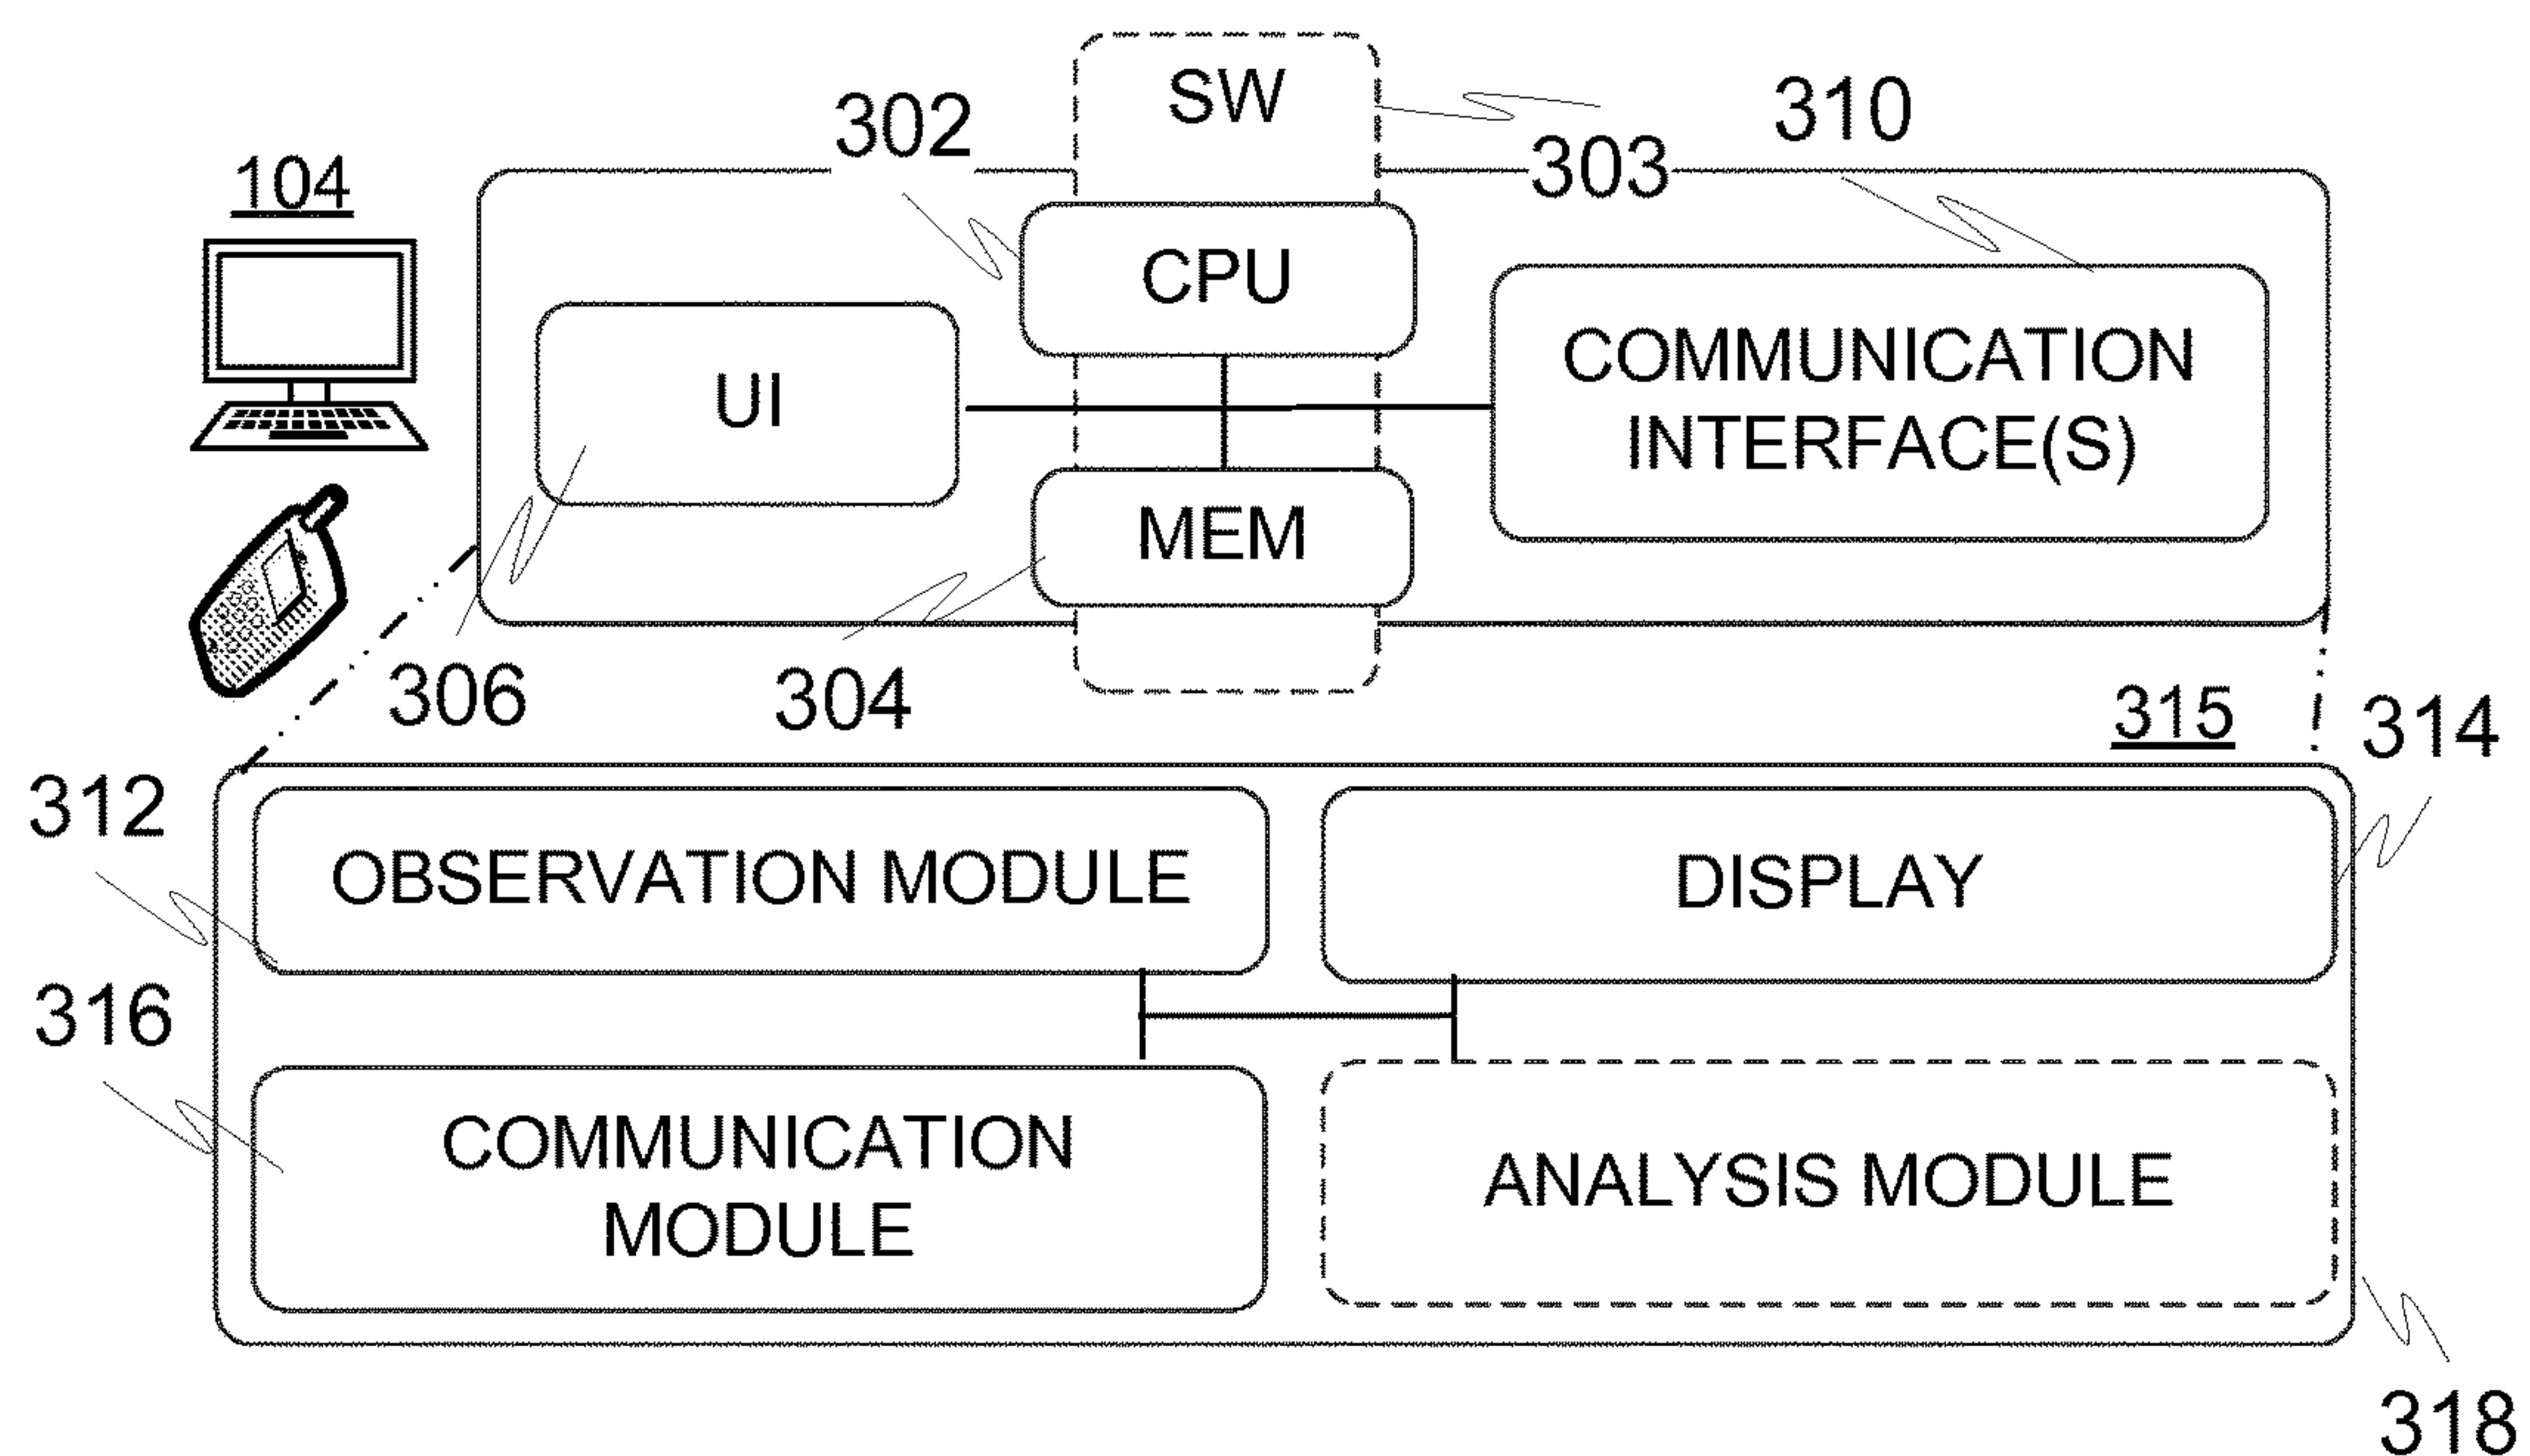 SW
302
310
303
104
CPU
COMMUNICATION
INTERFACE(S)
UI
MEM
306
304
315
314
312
OBSERVATION MODULE
DISPLAY
316
COMMUNICATION
MODULE
ANALYSIS MODULE
318